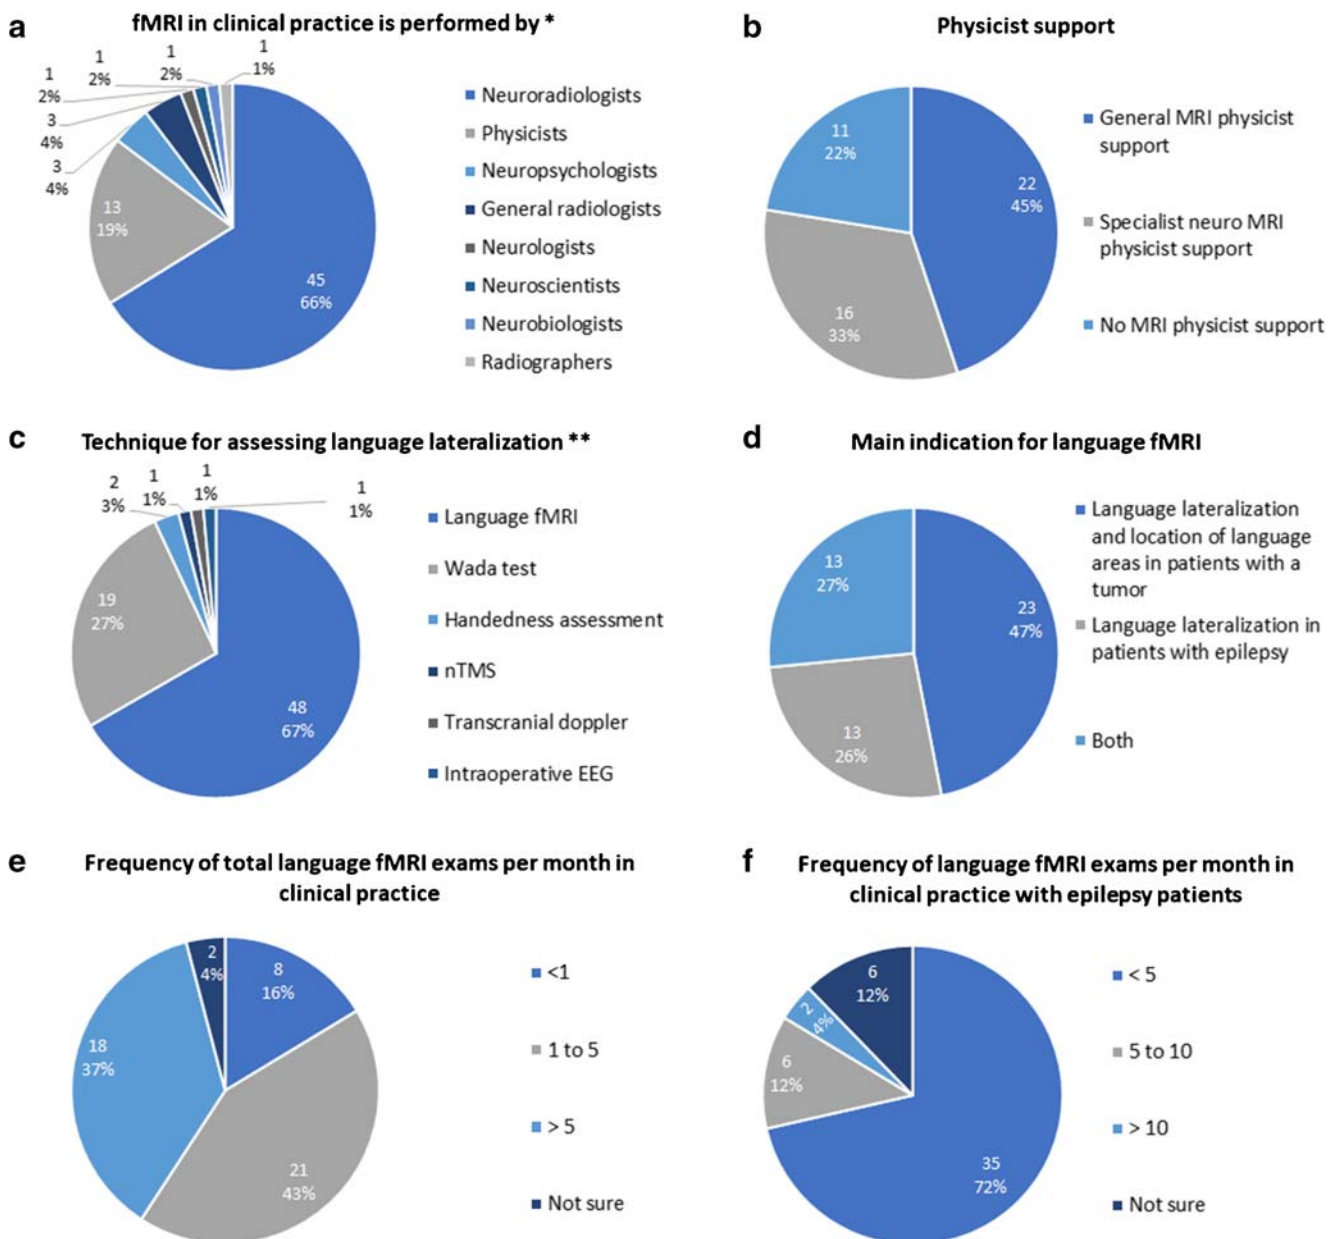 a
fMRI in clinical practice is performed by *
1
2%
1
2%
1
2%
1
1%
3
4%
3
4%
13
19%
45
66%
Neuroradiologists
Physicists
Neuropsychologists
General radiologists
Neurologists
Neuroscientists
Neurobiologists
Radiographers
b
Physicist support
11
22%
22
45%
16
33%
General MRI physicist
support
Specialist neuro MRI
physicist support
No MRI physicist support
c
Technique for assessing language lateralization **
2
3%
1
1%
1
1%
1
1%
19
27%
48
67%
Language fMRI
Wada test
Handedness assessment
nTMS
Transcranial doppler
Intraoperative EEG
d
Main indication for language fMRI
13
27%
23
47%
13
26%
Language lateralization
and location of language
areas in patients with a
tumor
Language lateralization in
patients with epilepsy
Both
e
Frequency of total language fMRI exams per month in
clinical practice
2
4%
8
16%
18
37%
21
43%
<1
1 to 5
> 5
Not sure
f
Frequency of language fMRI exams per month in
clinical practice with epilepsy patients
6
12%
2
4%
6
12%
35
72%
< 5
5 to 10
> 10
Not sure